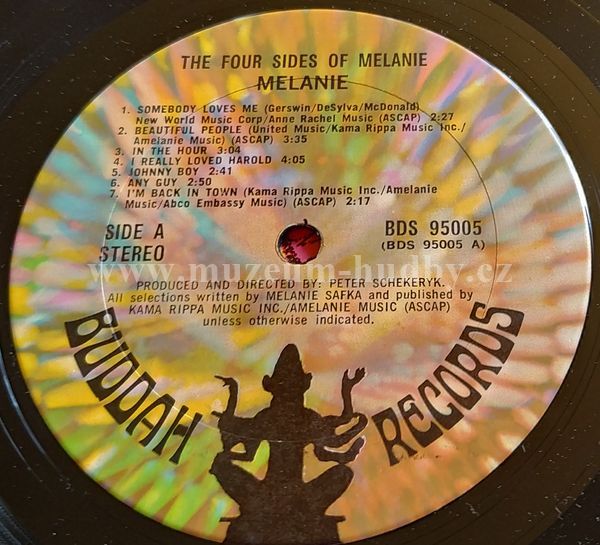 THE FOUR SIDES OF MELANIE
MELANIE
1. SOMEBODY LOVES ME (Gerswin/DeSylva/McDonald)
New World Music Corp/Anne Rachel Music (ASCAP) 2:27
2. BEAUTIFUL PEOPLE (United Music/Kama Rippa Music Inc./
Amelanie Music) (ASCAP) 3:35
3. IN THE HOUR 3:04
4. I REALLY LOVED HAROLD 4:05
5. JOHNNY BOY 2:41
6. ANY GUY 2:50
7. I'M BACK IN TOWN (Kama Rippa Music Inc./Amelanie
Music/Abco Embassy Music) (ASCAP) 2:17
SIDE A
STEREO
BDS 95005
(BDS 95005 A)
www.muzeum-hudby.cz
PRODUCED AND DIRECTED BY: PETER SCHEKERYK.
All selections written by MELANIE SAFKA and published by
KAMA RIPPA MUSIC INC./AMELANIE MUSIC (ASCAP)
unless otherwise indicated.
BUDDAH RECORDS